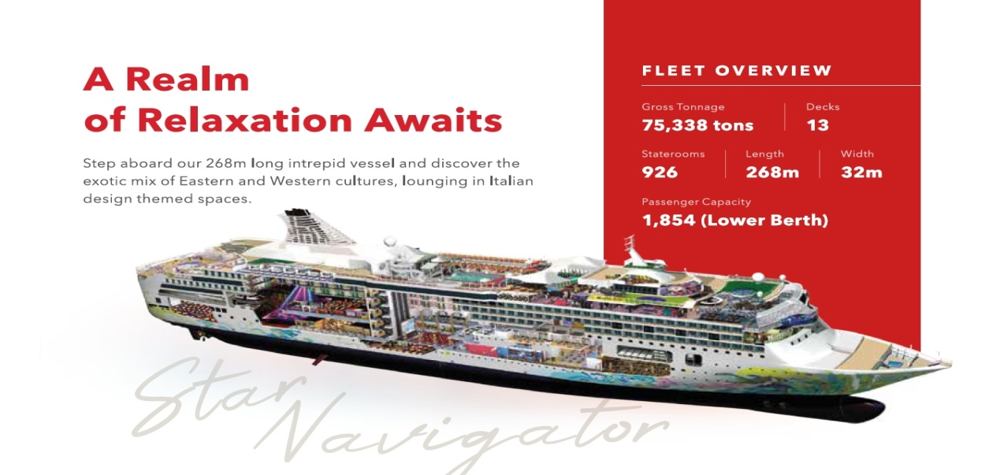 A Realm
of Relaxation Awaits
Step aboard our 268m long intrepid vessel and discover the
exotic mix of Eastern and Western cultures, lounging in Italian
design themed spaces.
FLEET OVERVIEW
Gross Tonnage
75,338 tons
Decks
13
Staterooms
926
Length
268m
Width
32m
Passenger Capacity
1,854 (Lower Berth)
Star
Navigator